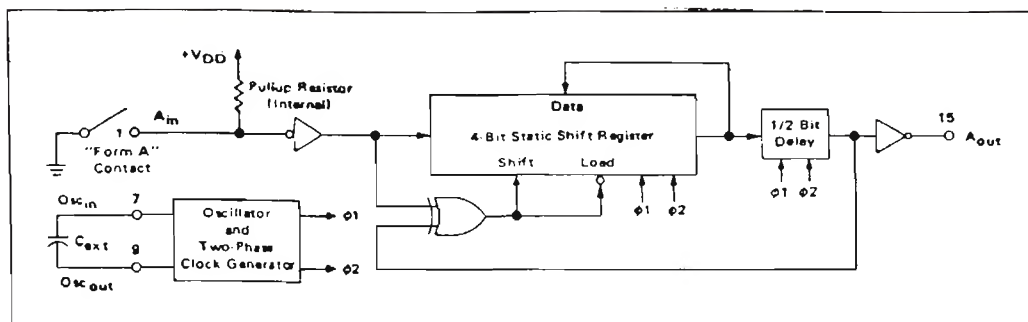 +VDD
Pullup Resistor
(Internal)
Ain
1
"Form A"
Contact
Data
4-Bit Static Shift Register
Shift Load
ϕ1 ϕ2
1/2 Bit
Delay
ϕ1 ϕ2
15
Aout
Oscin
7
Cext
9
Oscout
Oscillator
and
Two-Phase
Clock Generator
ϕ1
ϕ2